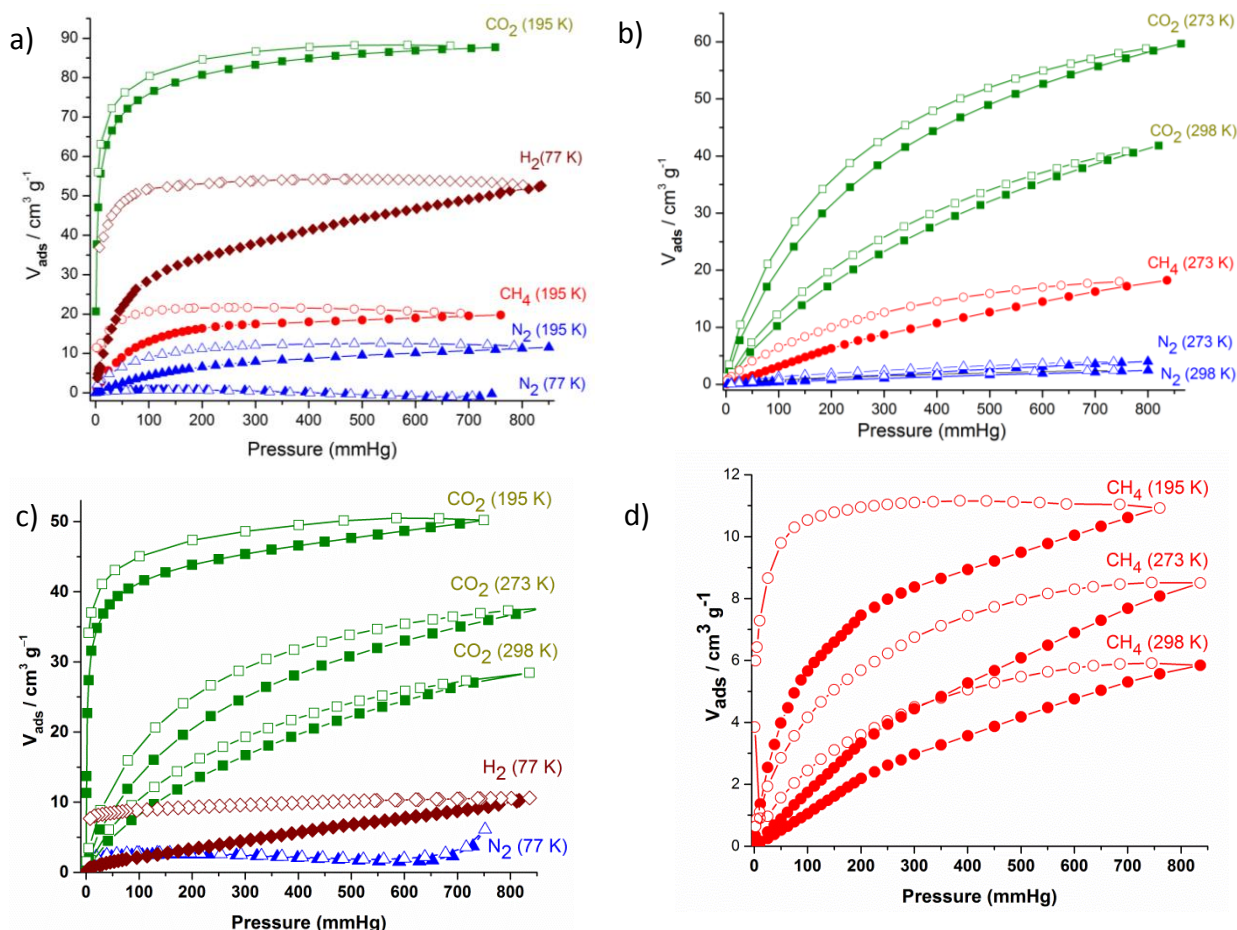 a)
CO₂ (195 K)
H₂(77 K)
CH₄ (195 K)
N₂ (195 K)
N₂ (77 K)
V_ads / cm³ g⁻¹
0
10
20
30
40
50
60
70
80
90
0 100 200 300 400 500 600 700 800
Pressure (mmHg)
b)
CO₂ (273 K)
CO₂ (298 K)
CH₄ (273 K)
N₂ (273 K)
N₂ (298 K)
V_ads / cm³ g⁻¹
0
10
20
30
40
50
60
0 100 200 300 400 500 600 700 800
Pressure (mmHg)
c)
CO₂ (195 K)
CO₂ (273 K)
CO₂ (298 K)
H₂ (77 K)
N₂ (77 K)
V_ads / cm³ g⁻¹
0
10
20
30
40
50
0 100 200 300 400 500 600 700 800
Pressure (mmHg)
d)
CH₄ (195 K)
CH₄ (273 K)
CH₄ (298 K)
V_ads / cm³ g⁻¹
0
2
4
6
8
10
12
0 100 200 300 400 500 600 700 800
Pressure (mmHg)